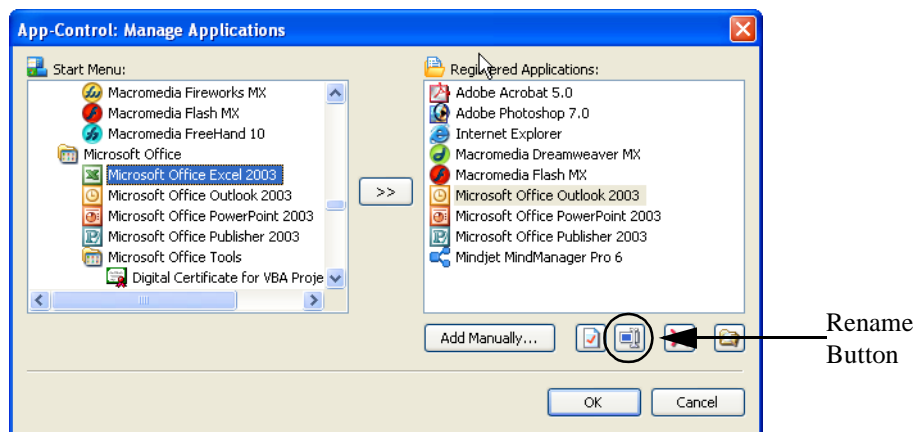 App-Control: Manage Applications
Start Menu:
Macromedia Fireworks MX
Macromedia Flash MX
Macromedia FreeHand 10
Microsoft Office
Microsoft Office Excel 2003
Microsoft Office Outlook 2003
Microsoft Office PowerPoint 2003
Microsoft Office Publisher 2003
Microsoft Office Tools
Digital Certificate for VBA Proje
>>
Registered Applications:
Adobe Acrobat 5.0
Adobe Photoshop 7.0
Internet Explorer
Macromedia Dreamweaver MX
Macromedia Flash MX
Microsoft Office Outlook 2003
Microsoft Office PowerPoint 2003
Microsoft Office Publisher 2003
Mindjet MindManager Pro 6
Add Manually...
Rename
Button
OK
Cancel